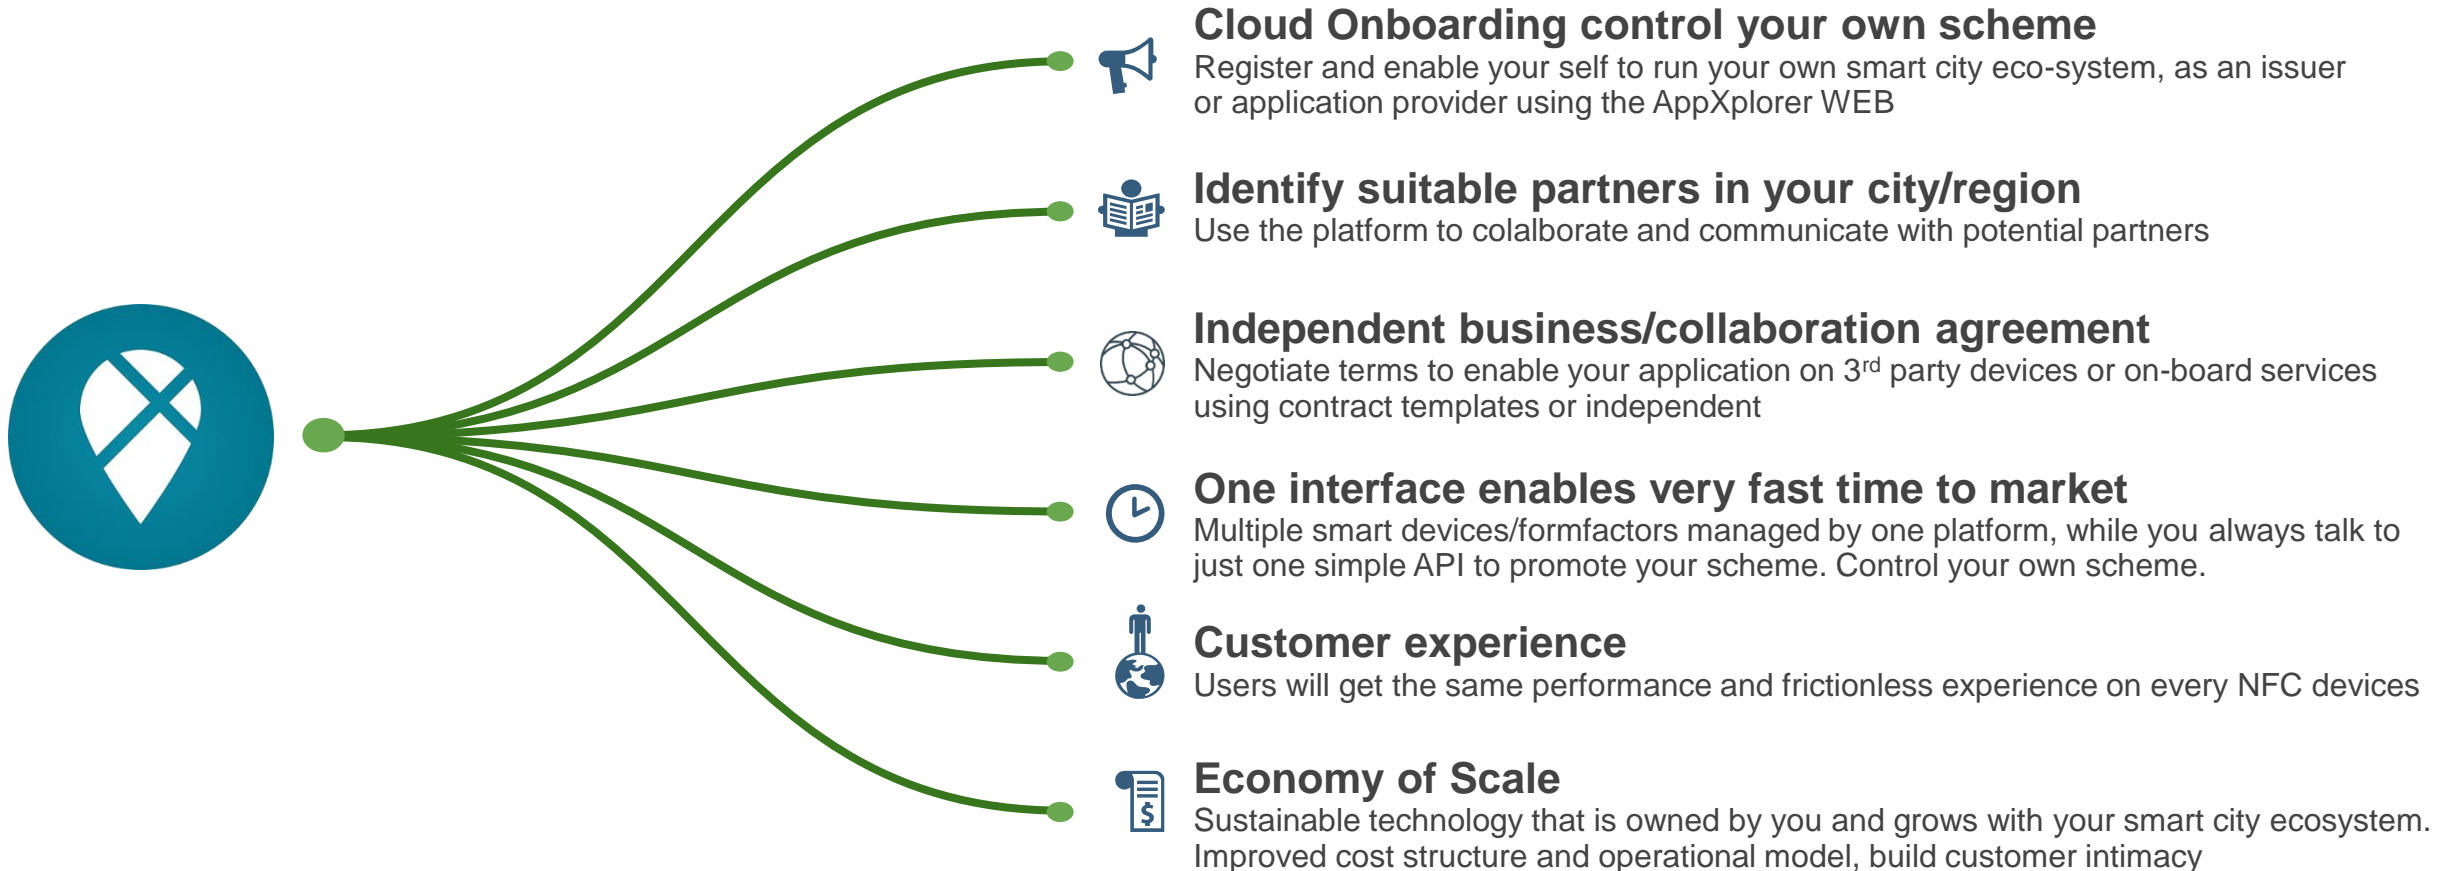 Cloud Onboarding control your own scheme
Register and enable your self to run your own smart city eco-system, as an issuer
or application provider using the AppXplorer WEB
Identify suitable partners in your city/region
Use the platform to colalborate and communicate with potential partners
Independent business/collaboration agreement
Negotiate terms to enable your application on 3rd party devices or on-board services
using contract templates or independent
One interface enables very fast time to market
Multiple smart devices/formfactors managed by one platform, while you always talk to
just one simple API to promote your scheme. Control your own scheme.
Customer experience
Users will get the same performance and frictionless experience on every NFC devices
$
Economy of Scale
Sustainable technology that is owned by you and grows with your smart city ecosystem.
Improved cost structure and operational model, build customer intimacy